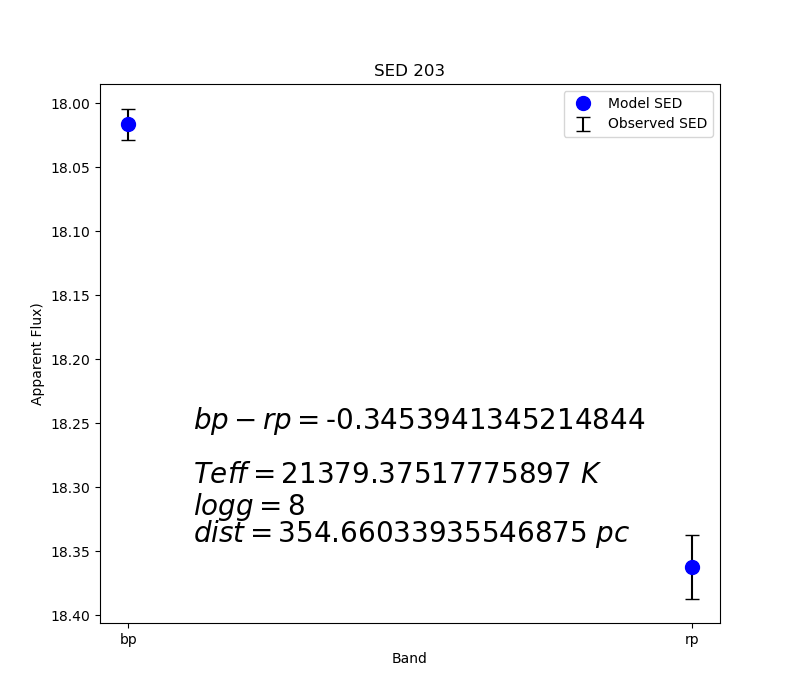 SED 203
Model SED
Observed SED
18.00
18.05
18.10
18.15
18.20
18.25
18.30
18.35
18.40
Apparent Flux)
bp − rp = -0.3453941345214844
Teff = 21379.37517775897 K
logg = 8
dist = 354.66033935546875 pc
bp
rp
Band